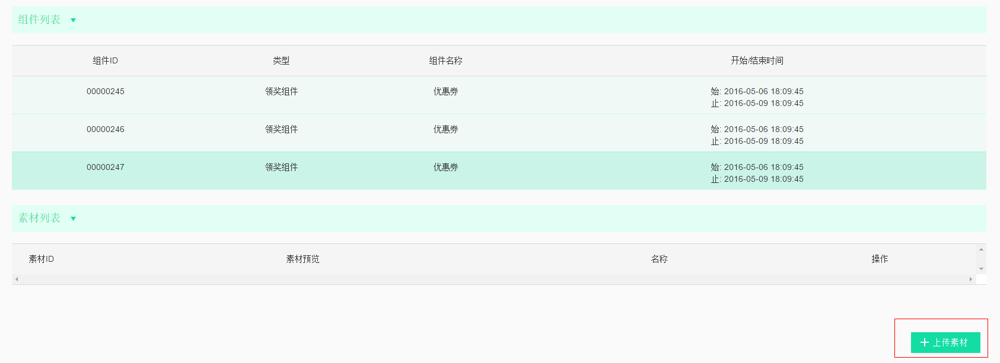 组件列表
组件ID 类型 组件名称 开始/结束时间
00000245 领奖组件 优惠券 始: 2016-05-06 18:09:45
止: 2016-05-09 18:09:45
00000246 领奖组件 优惠券 始: 2016-05-06 18:09:45
止: 2016-05-09 18:09:45
00000247 领奖组件 优惠券 始: 2016-05-06 18:09:45
止: 2016-05-09 18:09:45
素材列表
素材ID 素材预览 名称 操作
上传素材